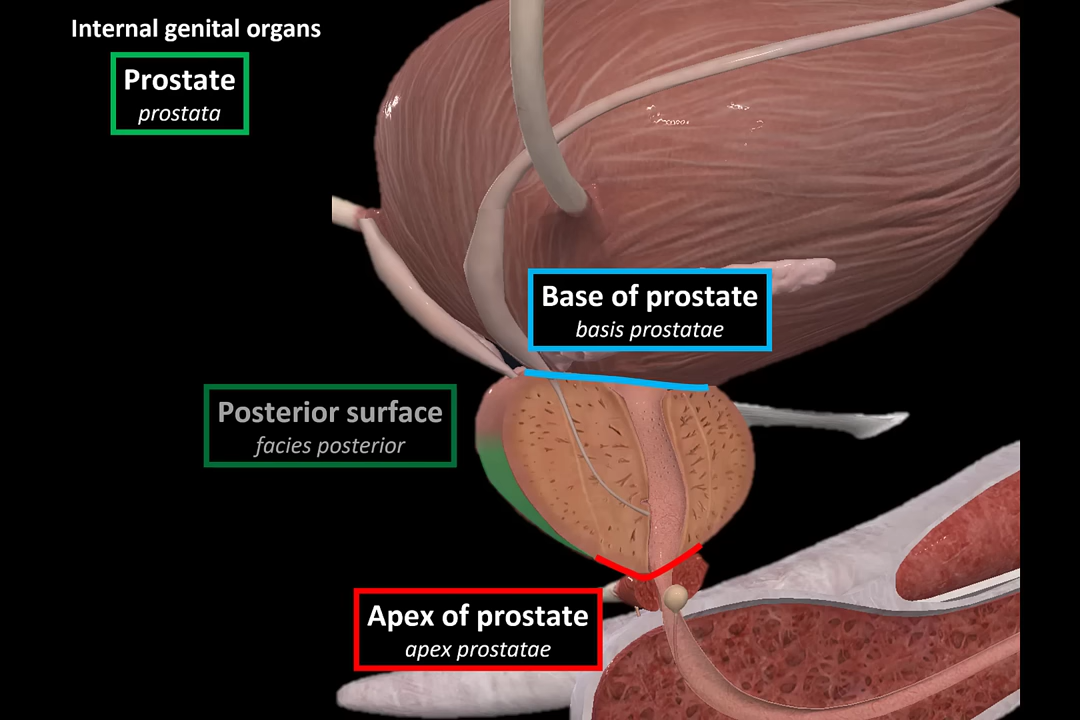 Internal genital organs
Prostate
prostata
Base of prostate
basis prostatae
Posterior surface
facies posterior
Apex of prostate
apex prostatae